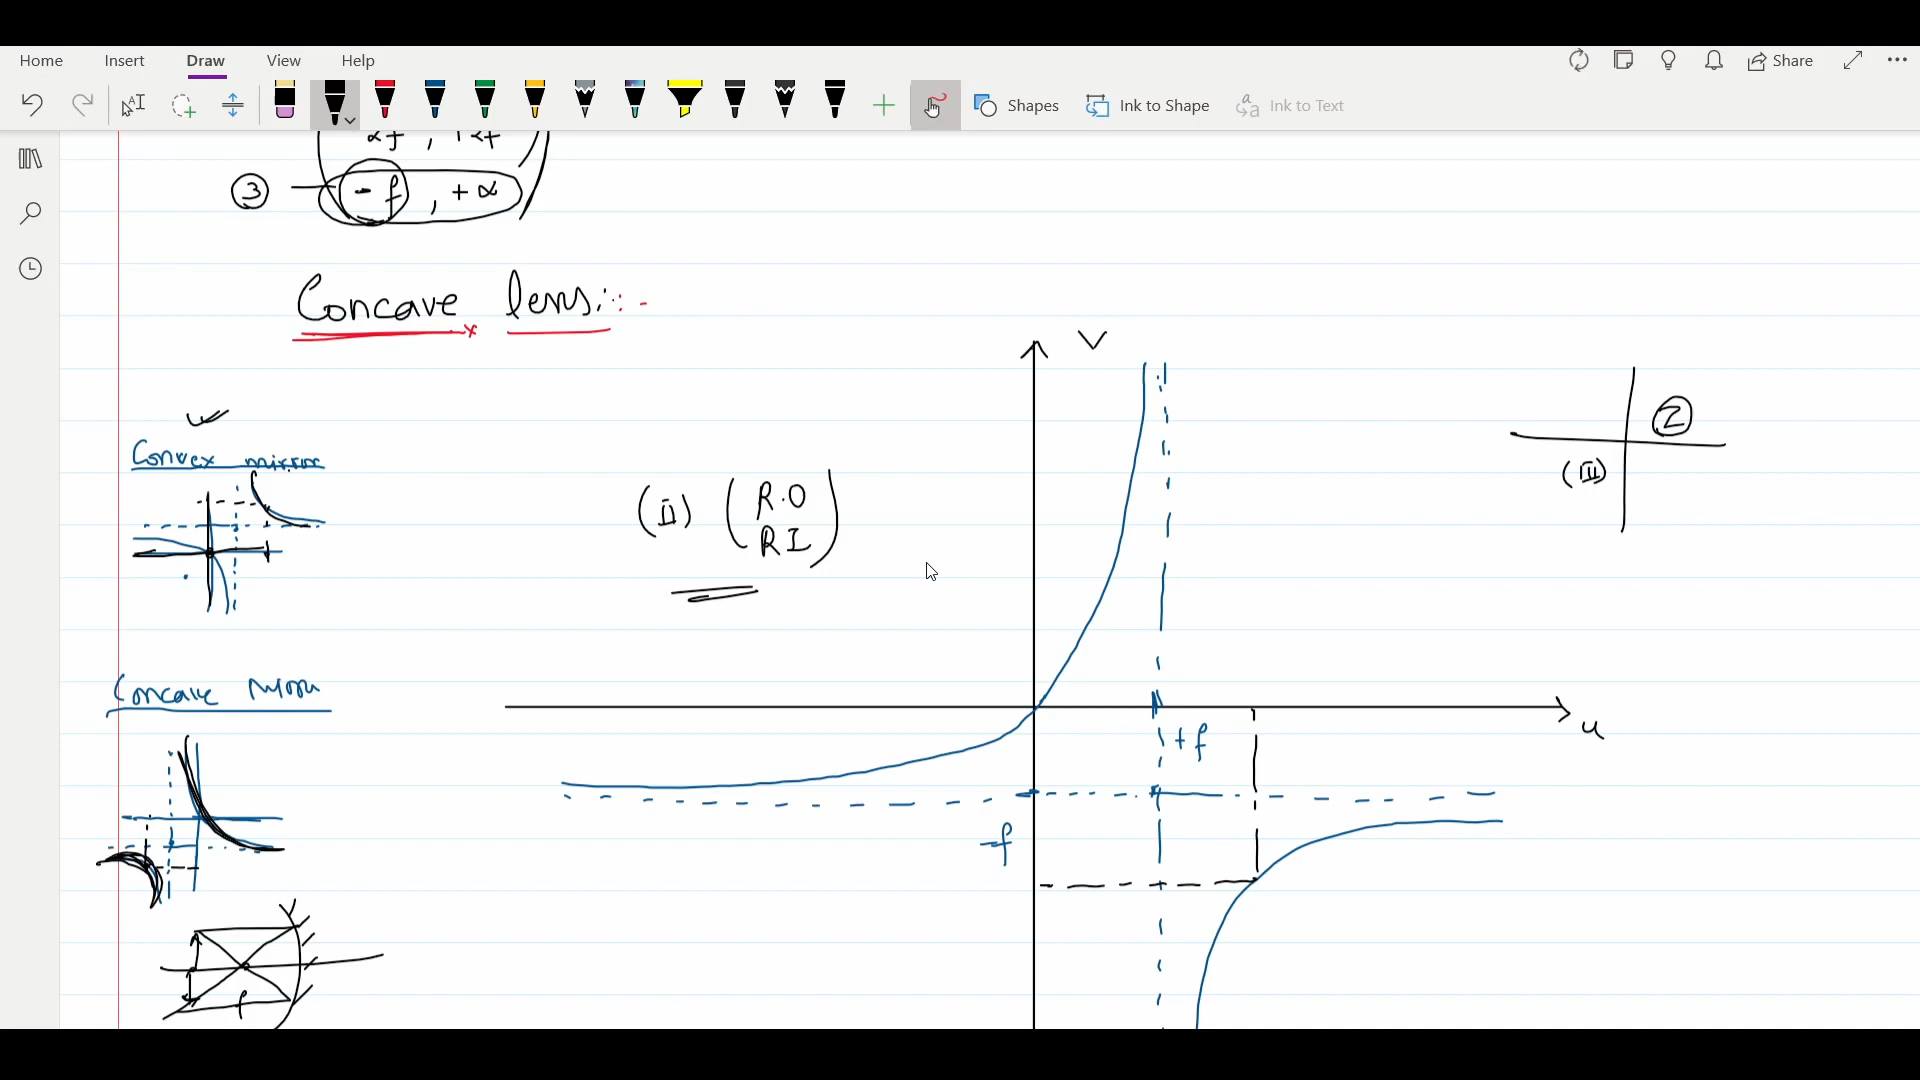 Home Insert Draw View Help
Share
Shapes Ink to Shape Ink to Text
3 - f , + α
Concave lens :-
V
2
(III)
Convex mirror
(II) (R.O
R I)
Concave
u
+ f
-f
f